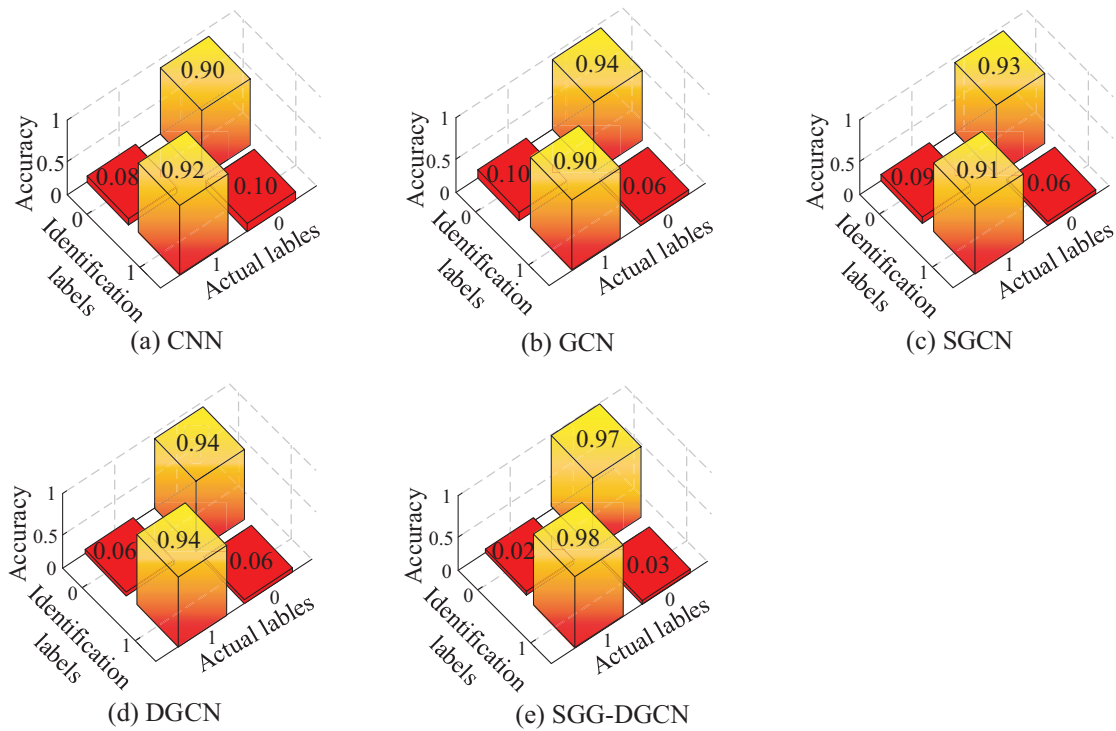 0.90
1
0.5
0
Accuracy
0.08
0.92
0.10
0
1
1
0
Identification
labels
Actual lables
(a) CNN
0.94
1
0.5
0
Accuracy
0.10
0.90
0.06
0
1
1
0
Identification
labels
Actual lables
(b) GCN
0.93
1
0.5
0
Accuracy
0.09
0.91
0.06
0
1
1
0
Identification
labels
Actual lables
(c) SGCN
0.94
1
0.5
0
Accuracy
0.06
0.94
0.06
0
1
1
0
Identification
labels
Actual lables
(d) DGCN
0.97
1
0.5
0
Accuracy
0.02
0.98
0.03
0
1
1
0
Identification
labels
Actual lables
(e) SGG-DGCN